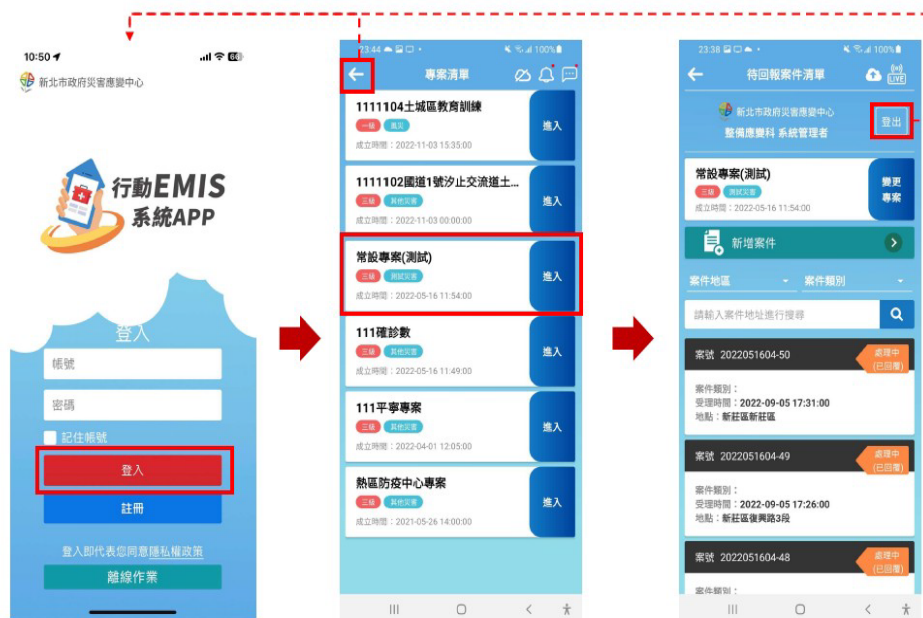 10:50
新北市政府災害應變中心
行動EMIS
系統APP
登入
帳號
密碼
記住帳號
登入
註冊
登入即代表您同意隱私權政策
離線作業
23:44
100%
專案清單
1111104土城區教育訓練
一級 風災
成立時間：2022-11-03 15:35:00
進入
1111102國道1號汐止交流道土...
三級 其他災害
成立時間：2022-11-03 00:00:00
進入
常設專案(測試)
三級 測試災害
成立時間：2022-05-16 11:54:00
進入
111確診數
三級 其他災害
成立時間：2022-05-16 11:49:00
進入
111平寧專案
三級 其他災害
成立時間：2022-04-01 12:05:00
進入
熱區防疫中心專案
三級 其他災害
成立時間：2021-05-26 14:00:00
進入
23:38
100%
待回報案件清單
LIVE
新北市政府災害應變中心
整備應變科 系統管理者
登出
常設專案(測試)
三級 測試災害
成立時間：2022-05-16 11:54:00
變更
專案
新增案件
案件地區
案件類別
請輸入案件地址進行搜尋
案號 2022051604-50
處理中
(已回覆)
案件類別：
受理時間：2022-09-05 17:31:00
地點：新莊區新莊區
案號 2022051604-49
處理中
(已回覆)
案件類別：
受理時間：2022-09-05 17:26:00
地點：新莊區復興路3段
案號 2022051604-48
處理中
(已回覆)
案件類別：